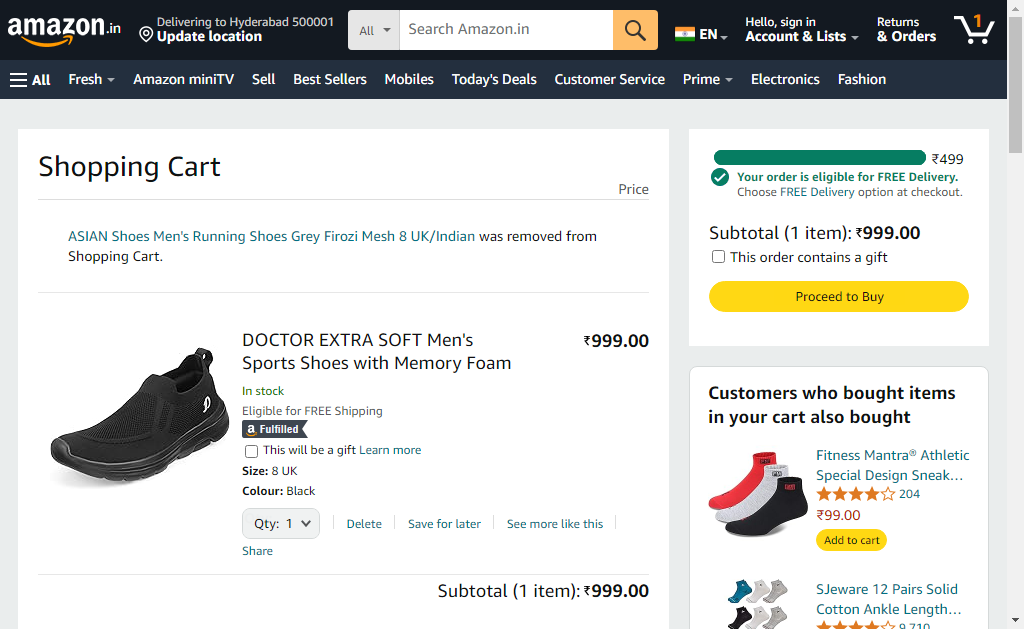 amazon.in
Delivering to Hyderabad 500001
Update location
All
Search Amazon.in
EN
Hello, sign in
Account & Lists
Returns
& Orders
1
All
Fresh
Amazon miniTV
Sell
Best Sellers
Mobiles
Today's Deals
Customer Service
Prime
Electronics
Fashion
Shopping Cart
Price
ASIAN Shoes Men's Running Shoes Grey Firozi Mesh 8 UK/Indian was removed from
Shopping Cart.
DOCTOR EXTRA SOFT Men's
Sports Shoes with Memory Foam
₹999.00
In stock
Eligible for FREE Shipping
a Fulfilled
This will be a gift Learn more
Size: 8 UK
Colour: Black
Qty: 1
Delete
Save for later
See more like this
Share
Subtotal (1 item): ₹999.00
₹499
Your order is eligible for FREE Delivery.
Choose FREE Delivery option at checkout.
Subtotal (1 item): ₹999.00
This order contains a gift
Proceed to Buy
Customers who bought items
in your cart also bought
Fitness Mantra® Athletic
Special Design Sneak...
204
₹99.00
Add to cart
SJeware 12 Pairs Solid
Cotton Ankle Length...
9,710